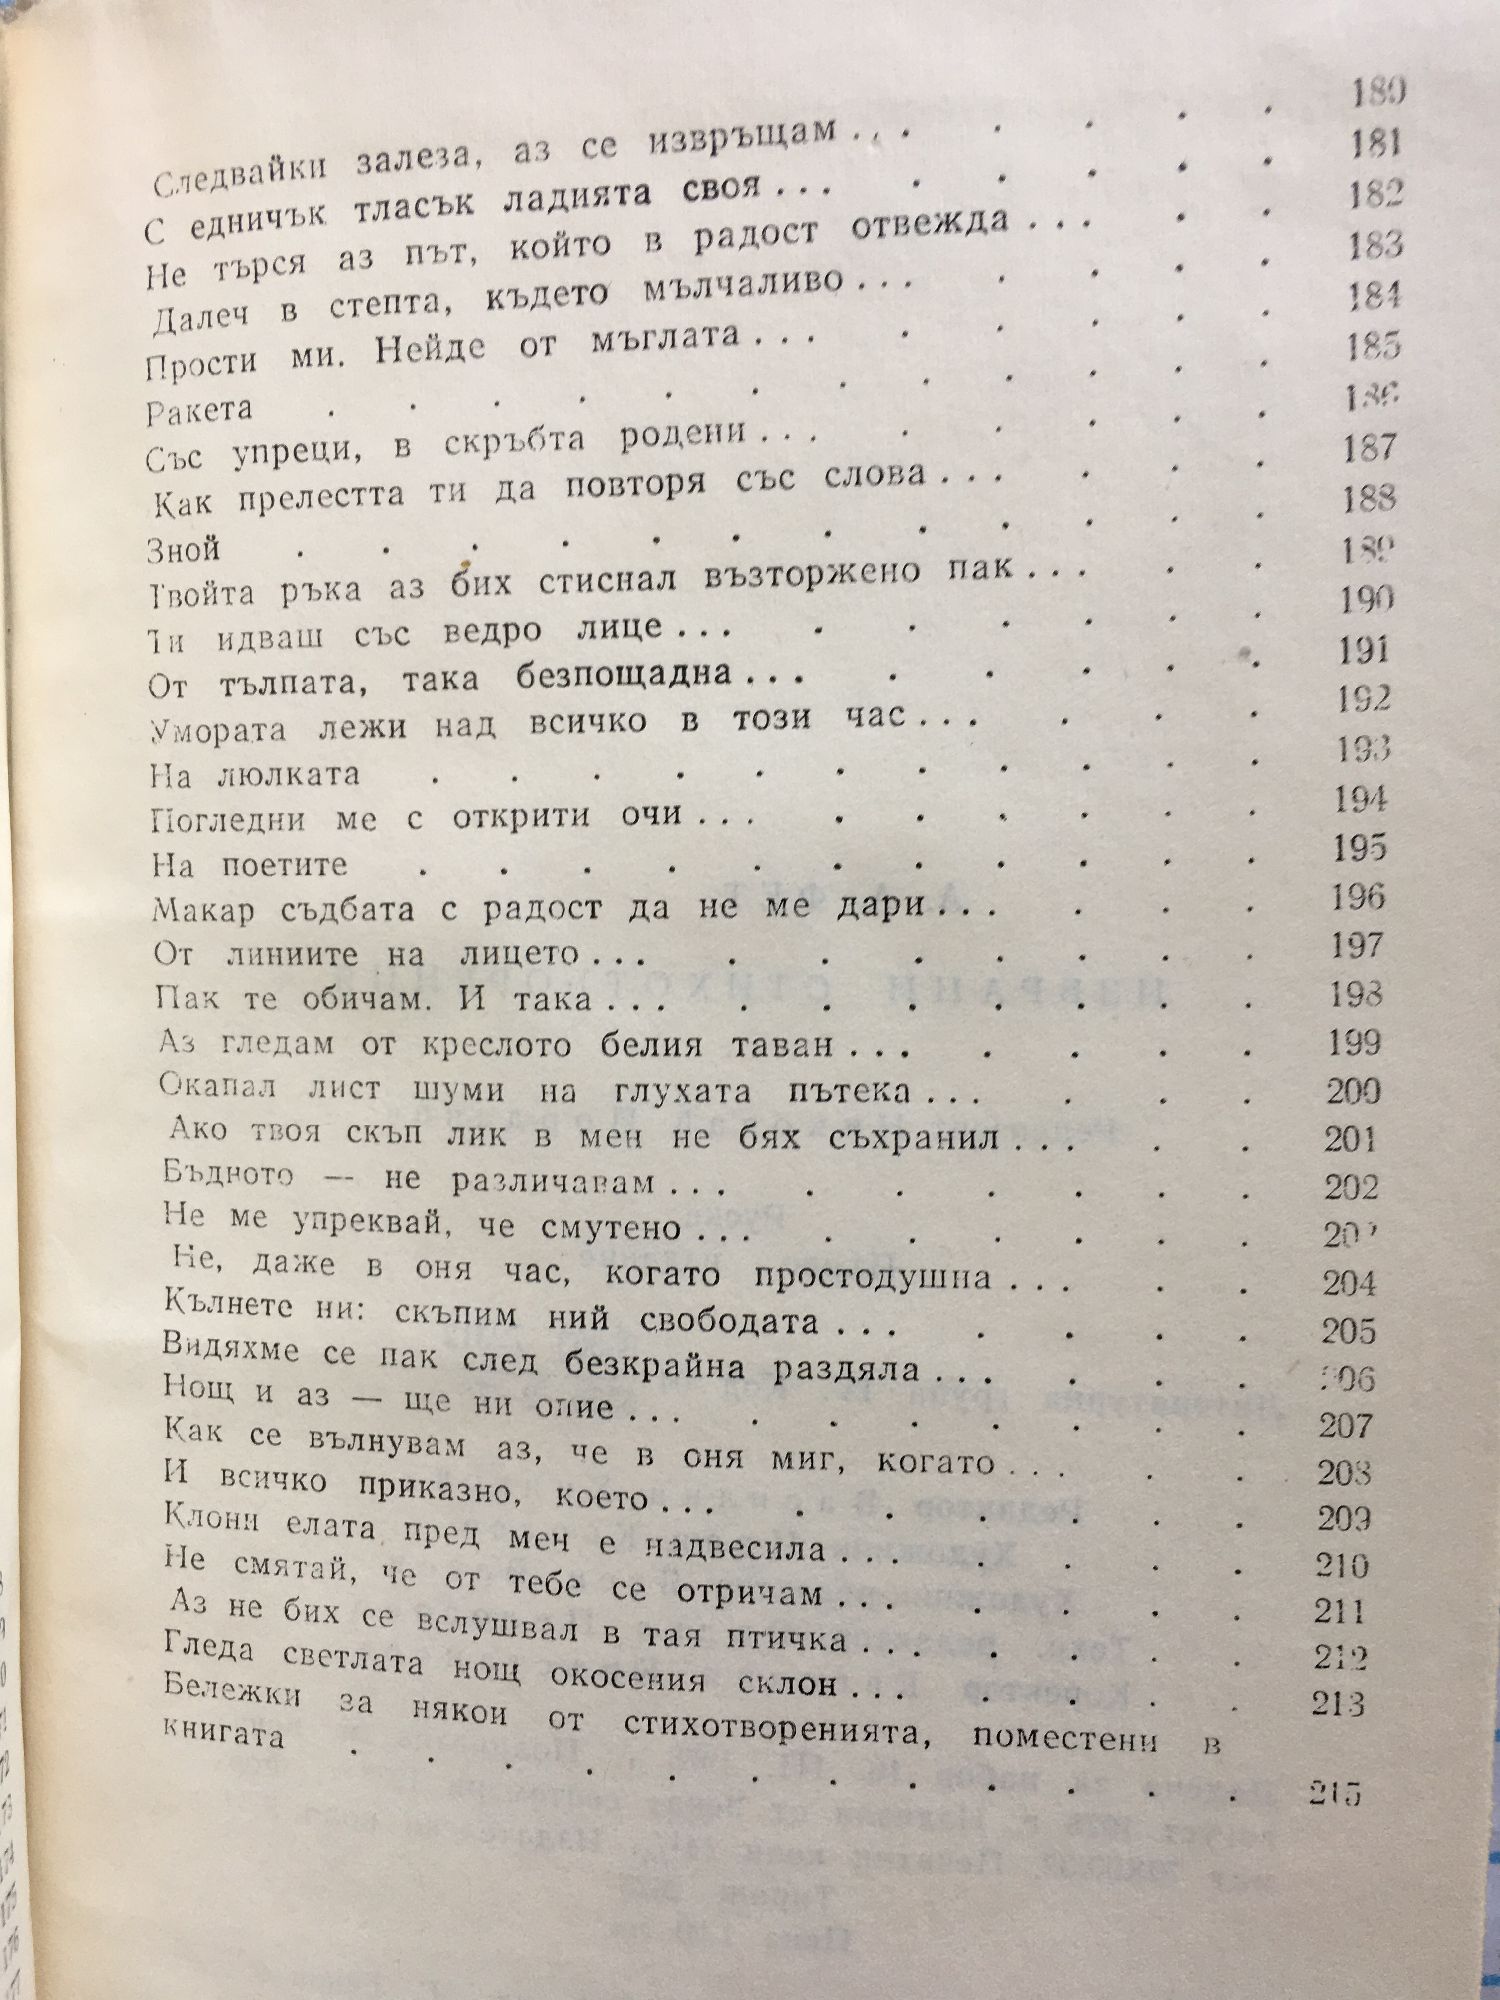 Следвайки залеза, аз се извръщам . . . . . . . 180
С едничък тласък ладията своя . . . . . . . . 181
Не търся аз път, който в радост отвежда . . . . . 182
Далеч в степта, където мълчаливо . . . . . . . 183
Прости ми. Нейде от мъглата . . . . . . . . 184
Ракета . . . . . . . . . . . . 185
Със упреци, в скръбта родени . . . . . . . . 186
Как прелестта ти да повторя със слова . . . . . . 187
Зной . . . . . . . . . . . . 188
Твойта ръка аз бих стиснал възторжено пак . . . . . 189
Ти идваш със ведро лице . . . . . . . . . 190
От тълпата, така безпощадна . . . . . . . . 191
Умората лежи над всичко в този час . . . . . . 192
На люлката . . . . . . . . . . . 193
Погледни ме с открити очи . . . . . . . . . 194
На поетите . . . . . . . . . . . 195
Макар съдбата с радост да не ме дари . . . . . . 196
От линиите на лицето . . . . . . . . . . 197
Пак те обичам. И така . . . . . . . . . . 198
Аз гледам от креслото белия таван . . . . . . . 199
Окапал лист шуми на глухата пътека . . . . . . 200
Ако твоя скъп лик в мен не бях съхранил . . . . . 201
Бъдното — не различавам . . . . . . . . . 202
Не ме упреквай, че смутено . . . . . . . . . 203
Не, даже в оня час, когато простодушна . . . . . 204
Кълнете ни: скъпим ний свободата . . . . . . . 205
Видяхме се пак след безкрайна раздяла . . . . . . 206
Нощ и аз — ще ни опие . . . . . . . . . . 207
Как се вълнувам аз, че в оня миг, когато . . . . . 208
И всичко приказно, което . . . . . . . . . 209
Клони елата пред меч е надвесила . . . . . . . 210
Не смятай, че от тебе се отричам . . . . . . . 211
Аз не бих се вслушвал в тая птичка . . . . . . . 212
Гледа светлата нощ окосения склон . . . . . . . 213
Бележки за някои от стихотворенията, поместени в
книгата . . . . . . . . . . . . 215